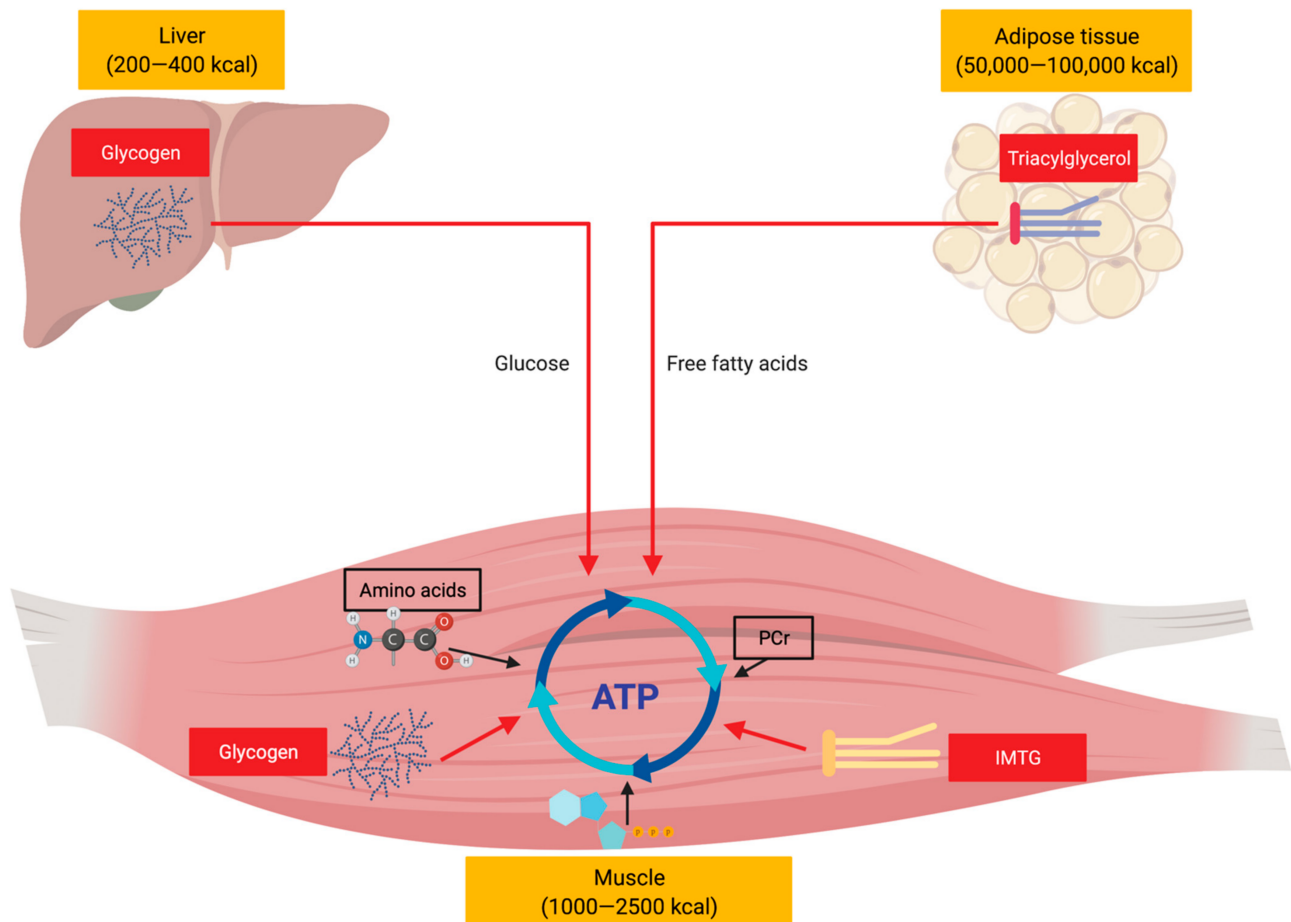 Liver
(200—400 kcal)
Adipose tissue
(50,000—100,000 kcal)
Glycogen
Triacylglycerol
Glucose
Free fatty acids
Amino acids
H
H
O
N
C
C
H
O
H
PCr
ATP
Glycogen
IMTG
P P P
Muscle
(1000—2500 kcal)